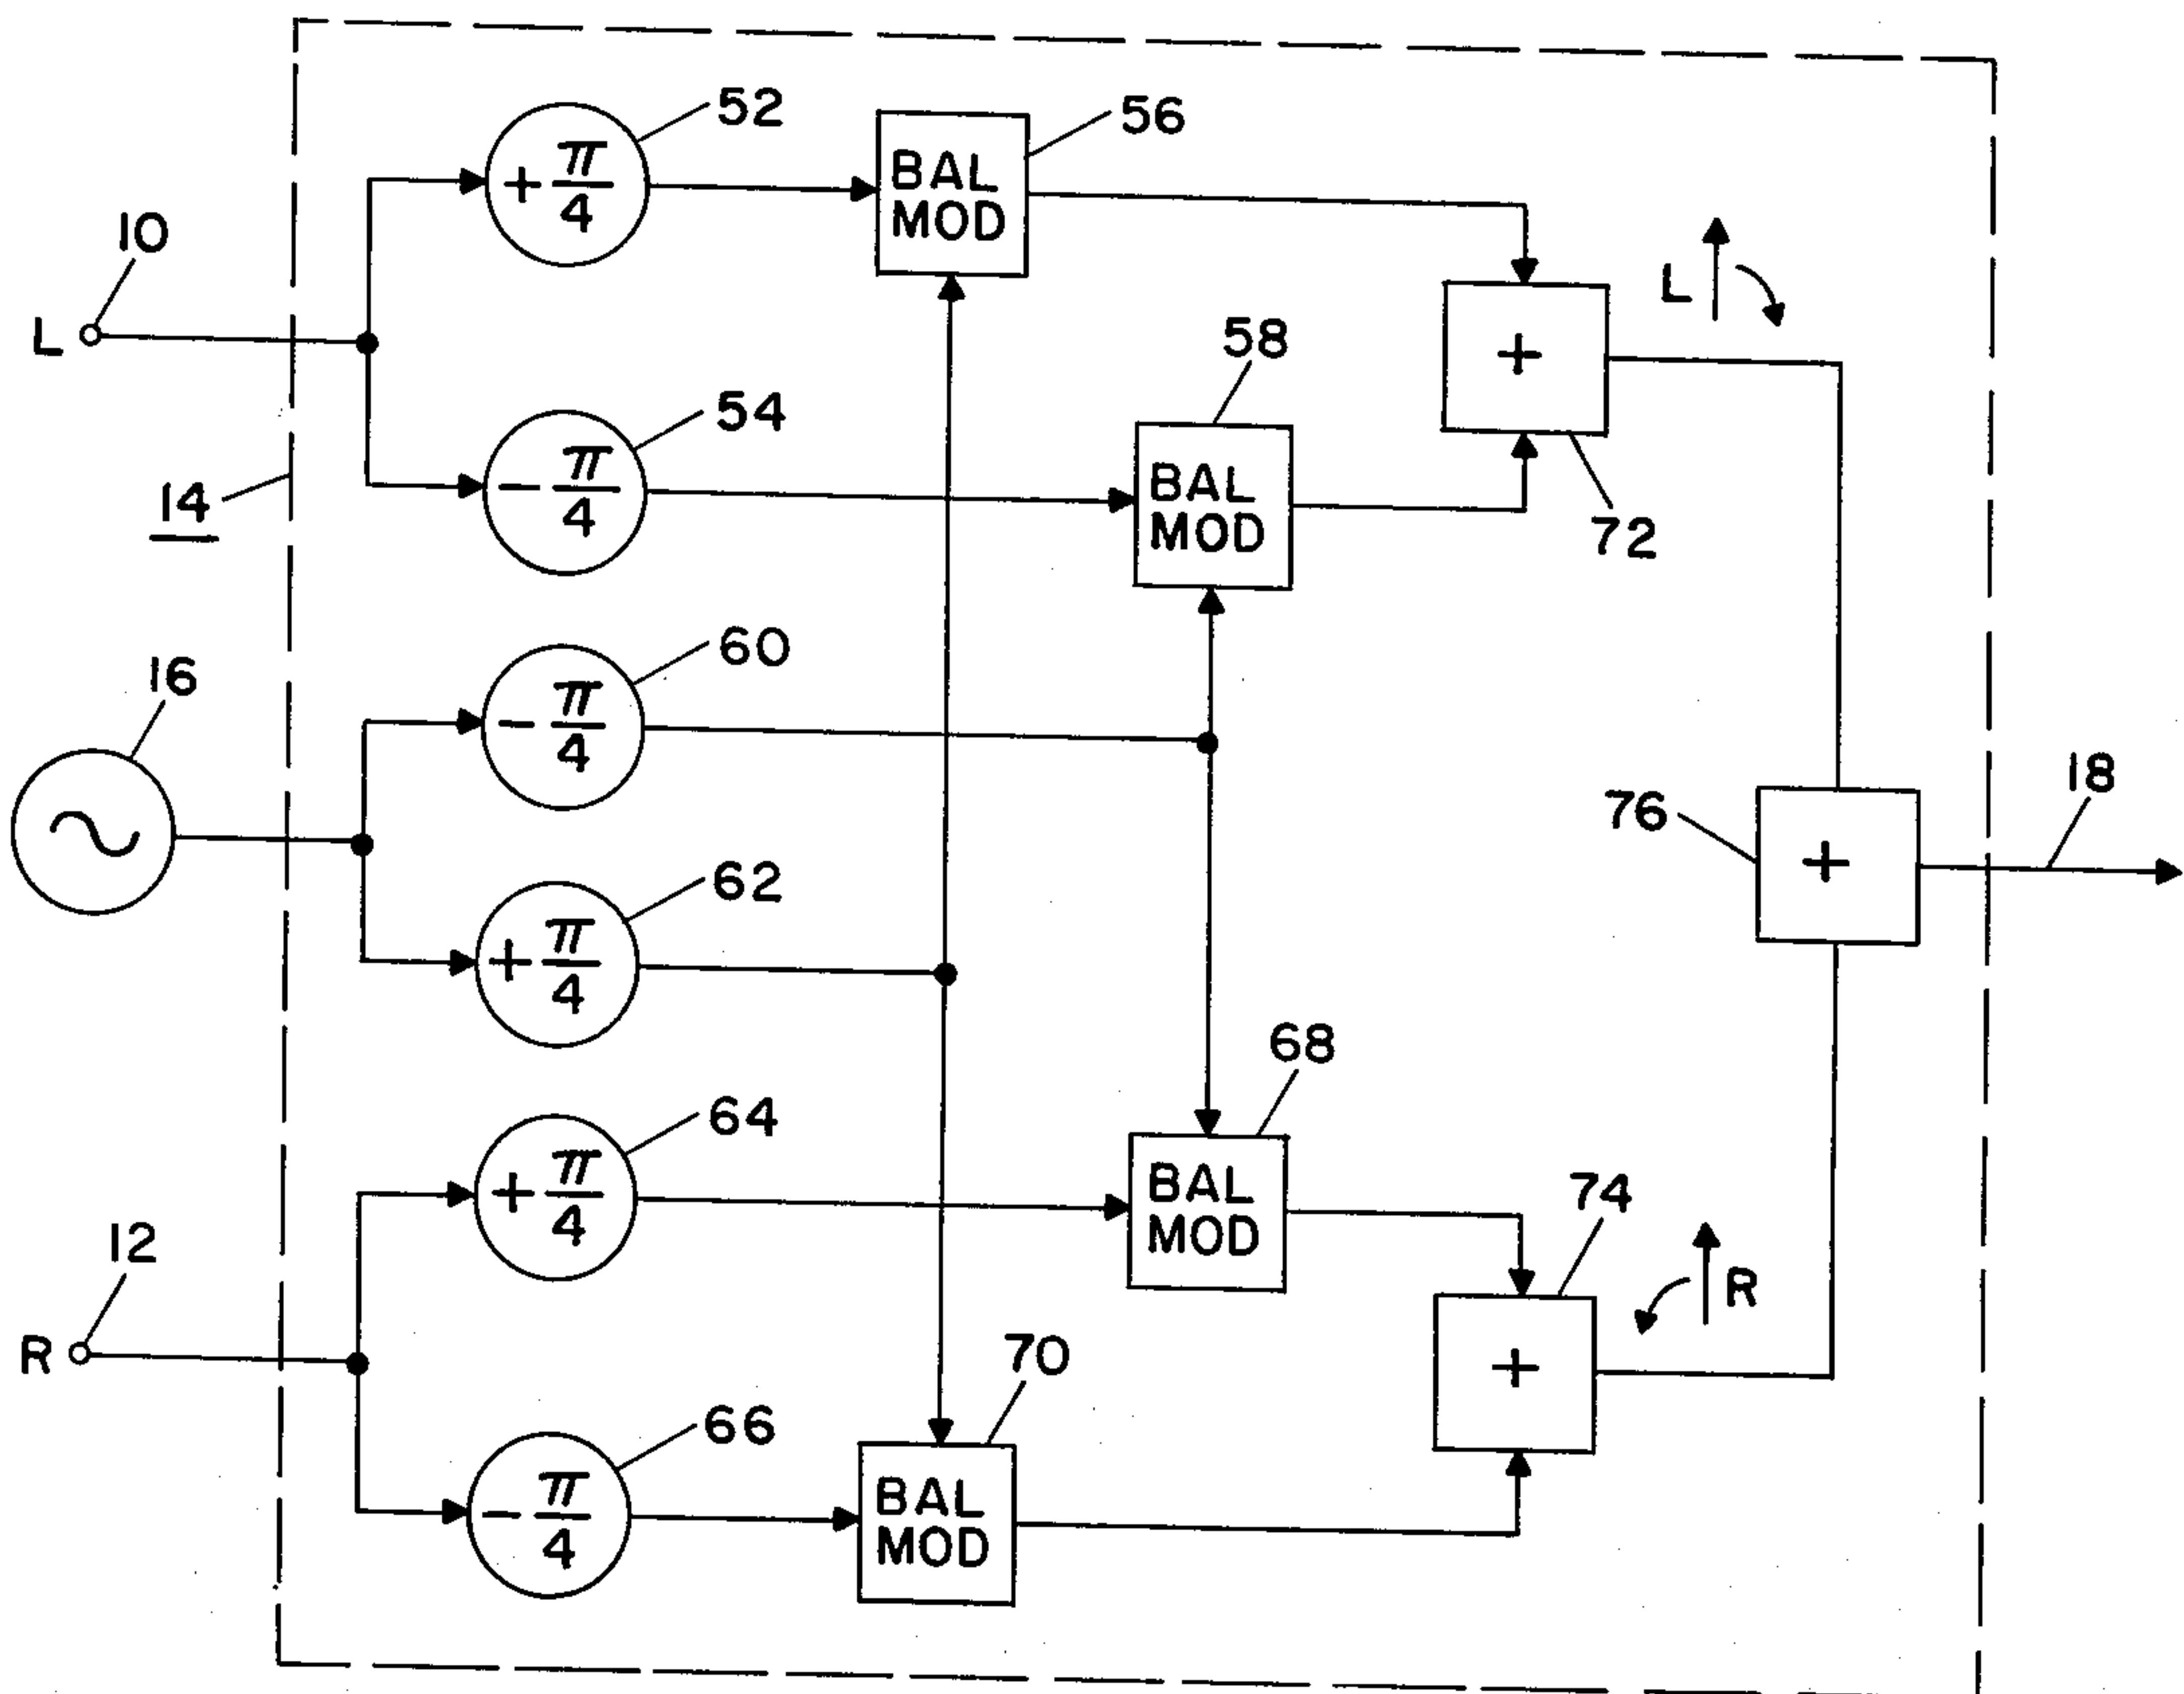 52
+ π/4
BAL
MOD
56
10
L
L
+
58
54
- π/4
BAL
MOD
14
72
16
60
- π/4
76
18
+
62
+ π/4
68
64
+ π/4
BAL
MOD
74
12
R
R
70
+
66
- π/4
BAL
MOD